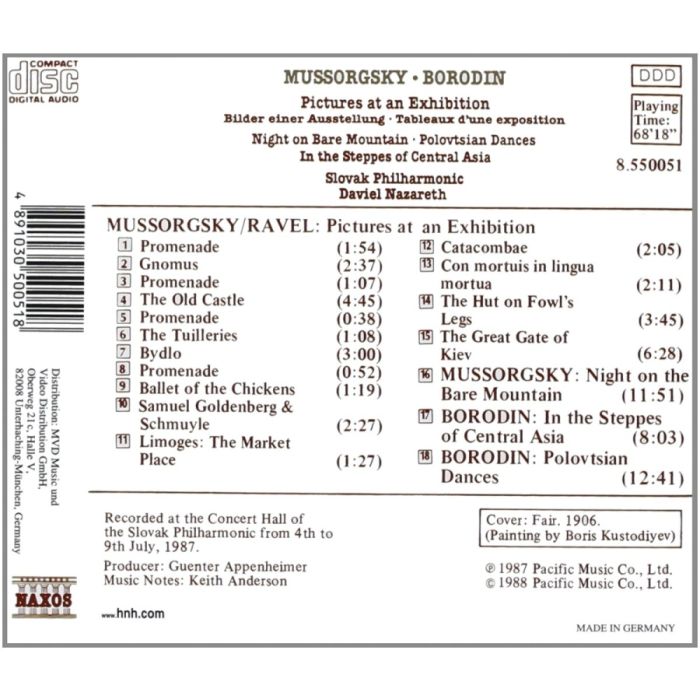 COMPACT
disc
DIGITAL AUDIO
MUSSORGSKY · BORODIN
Pictures at an Exhibition
Bilder einer Ausstellung · Tableaux d'une exposition
Night on Bare Mountain · Polovtsian Dances
In the Steppes of Central Asia
Slovak Philharmonic
Daviel Nazareth
DDD
Playing
Time:
68'18"
8.550051
4 891030 500518
MUSSORGSKY/RAVEL: Pictures at an Exhibition
1 Promenade (1:54)
2 Gnomus (2:37)
3 Promenade (1:07)
4 The Old Castle (4:45)
5 Promenade (0:38)
6 The Tuilleries (1:08)
7 Bydlo (3:00)
8 Promenade (0:52)
9 Ballet of the Chickens (1:19)
10 Samuel Goldenberg &
Schmuyle (2:27)
11 Limoges: The Market
Place (1:27)
12 Catacombae (2:05)
13 Con mortuis in lingua
mortua (2:11)
14 The Hut on Fowl's
Legs (3:45)
15 The Great Gate of
Kiev (6:28)
16 MUSSORGSKY: Night on the
Bare Mountain (11:51)
17 BORODIN: In the Steppes
of Central Asia (8:03)
18 BORODIN: Polovtsian
Dances (12:41)
Distribution: MVD Music und
Video Distribution GmbH,
Oberweg 21c, Halle V,
82008 Unterhaching-München, Germany
Recorded at the Concert Hall of
the Slovak Philharmonic from 4th to
9th July, 1987.
Producer: Guenter Appenheimer
Music Notes: Keith Anderson
Cover: Fair. 1906.
(Painting by Boris Kustodiyev)
℗ 1987 Pacific Music Co., Ltd.
© 1988 Pacific Music Co., Ltd.
NAXOS
www.hnh.com
MADE IN GERMANY